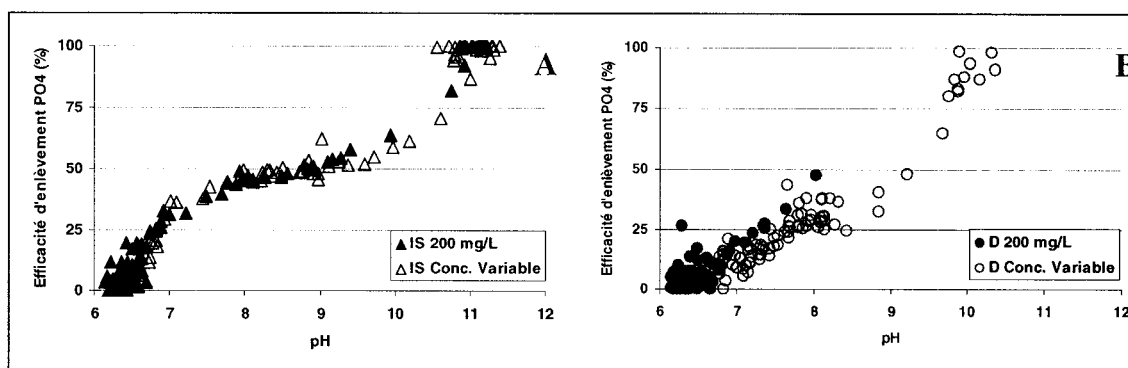 Efficacité d'enlèvement PO4 (%)
100
75
50
25
0
6 7 8 9 10 11 12
pH
▲ IS 200 mg/L
△ IS Conc. Variable
A
Efficacité d'enlèvement PO4 (%)
100
75
50
25
0
6 7 8 9 10 11 12
pH
● D 200 mg/L
○ D Conc. Variable